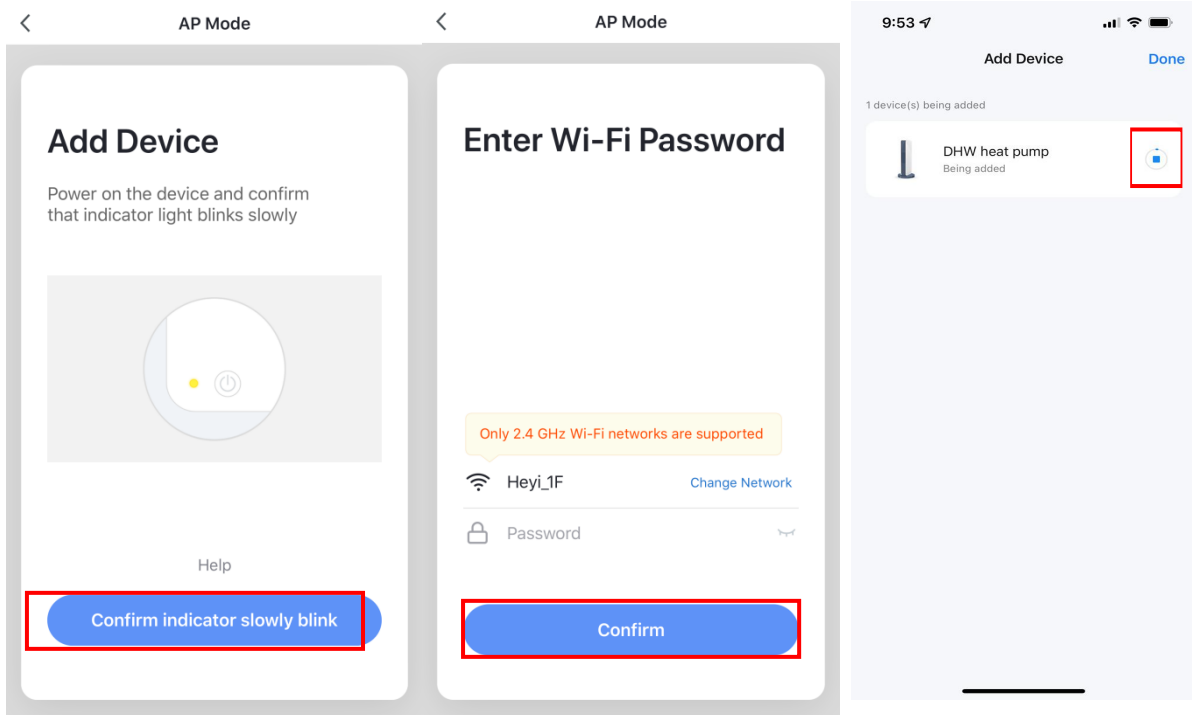 AP Mode
Add Device
Power on the device and confirm
that indicator light blinks slowly
Help
Confirm indicator slowly blink
AP Mode
Enter Wi-Fi Password
Only 2.4 GHz Wi-Fi networks are supported
Heyi_1F
Change Network
Password
Confirm
9:53
Add Device
Done
1 device(s) being added
DHW heat pump
Being added